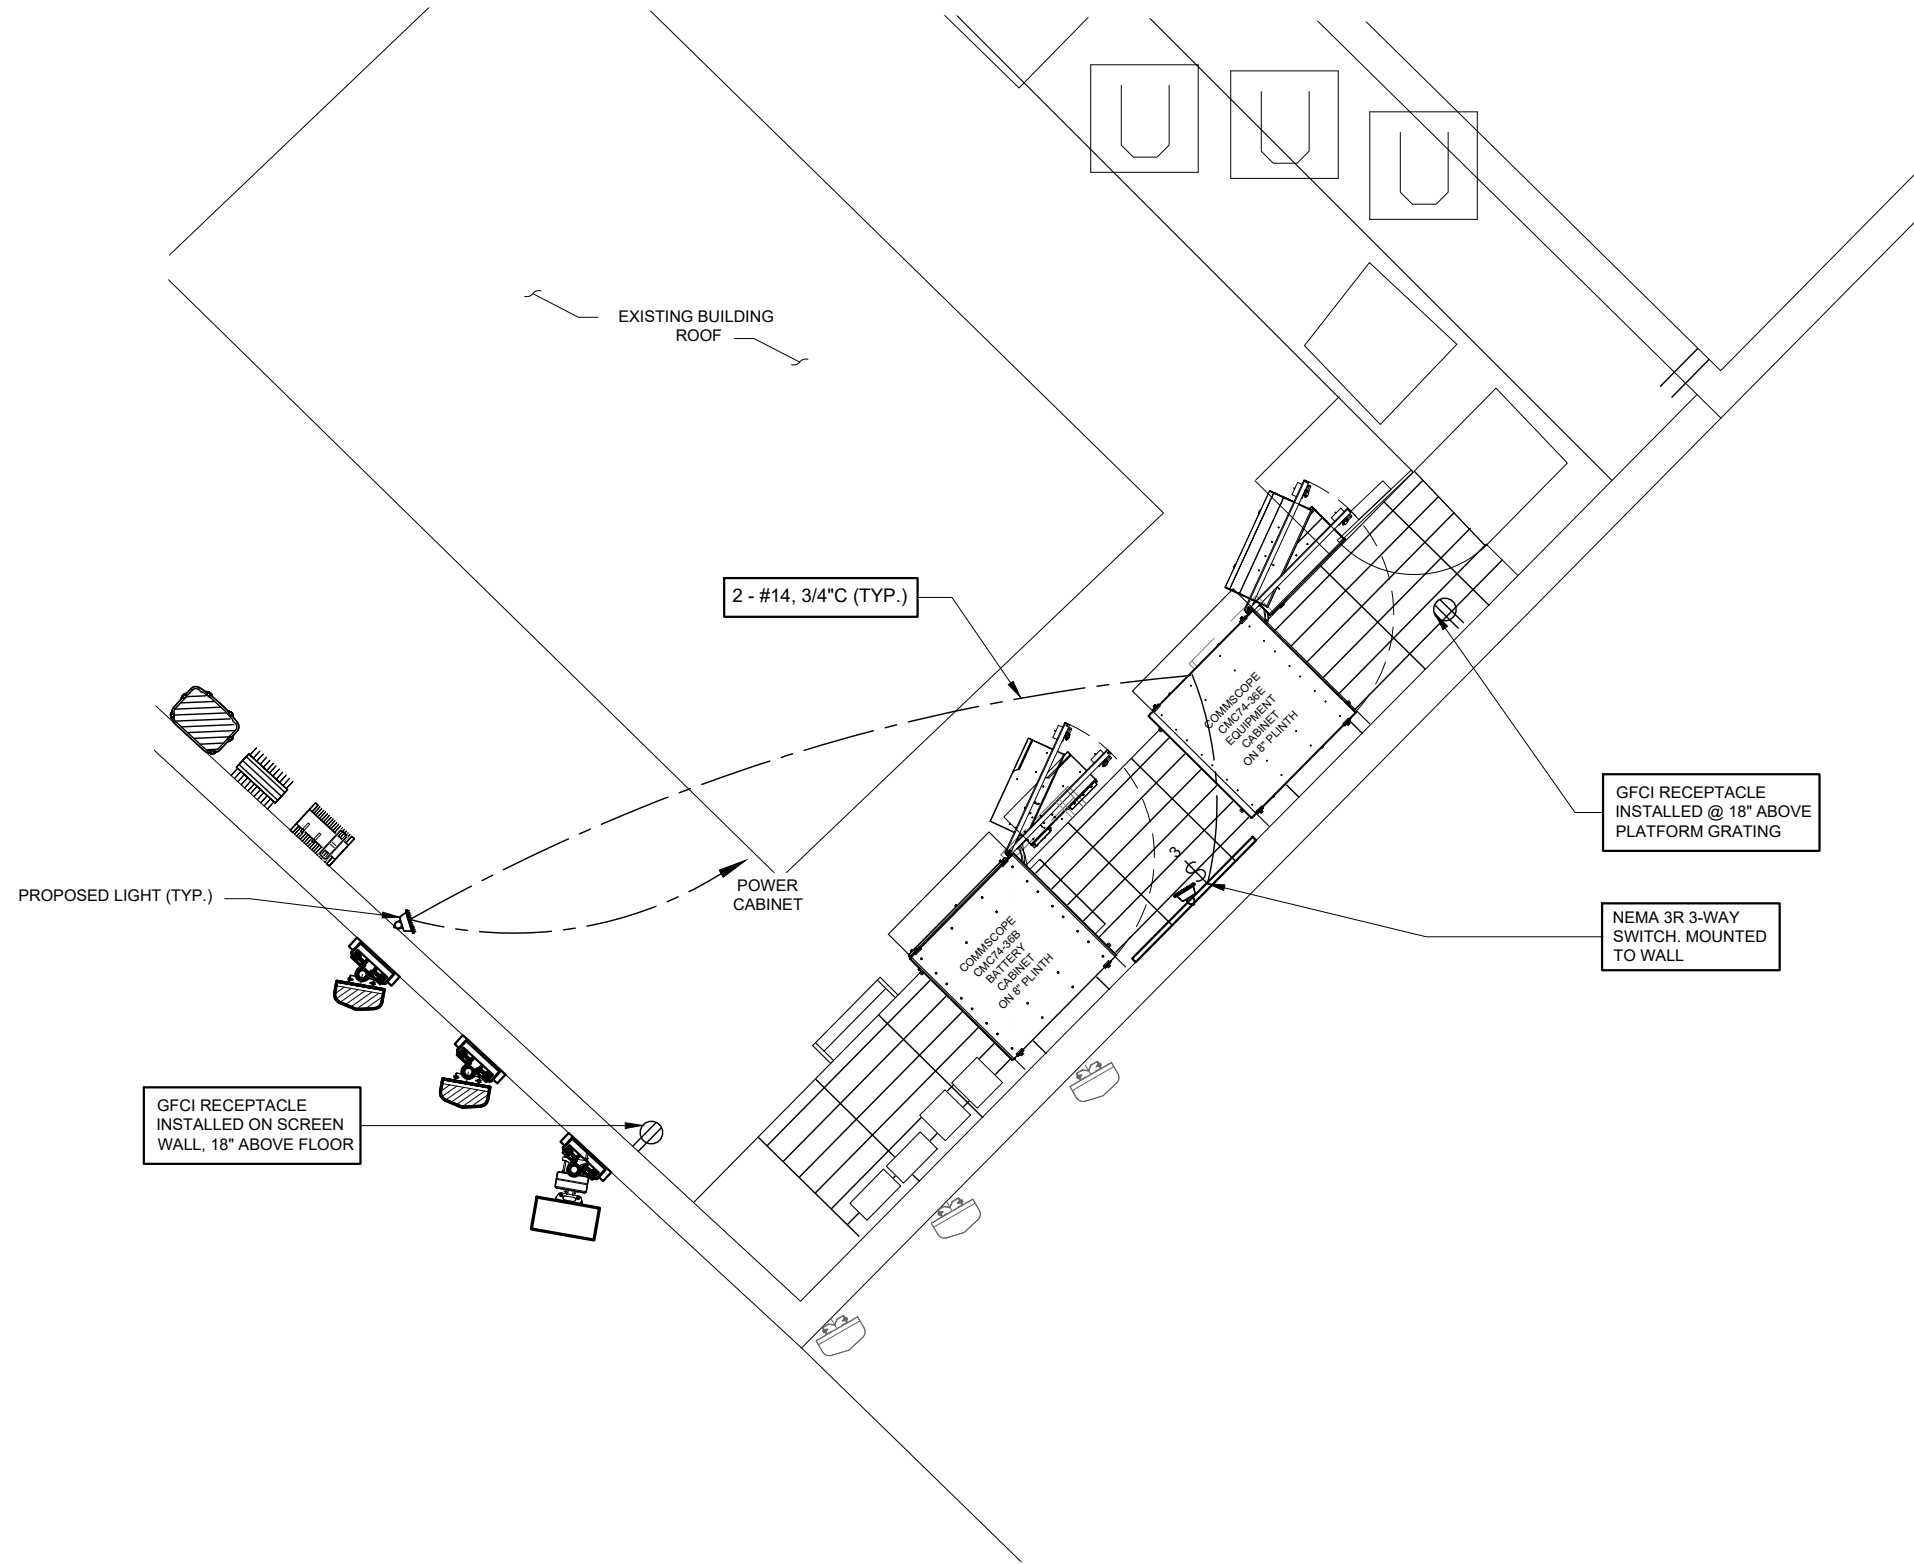 EXISTING BUILDING
ROOF
2 - #14, 3/4"C (TYP.)
COMMSCOPE
CMC74-36E
EQUIPMENT
CABINET
ON 8" PLINTH
GFCI RECEPTACLE
INSTALLED @ 18" ABOVE
PLATFORM GRATING
3
$
PROPOSED LIGHT (TYP.)
POWER
CABINET
COMMSCOPE
CMC74-36B
BATTERY
CABINET
ON 8" PLINTH
NEMA 3R 3-WAY
SWITCH. MOUNTED
TO WALL
GFCI RECEPTACLE
INSTALLED ON SCREEN
WALL, 18" ABOVE FLOOR